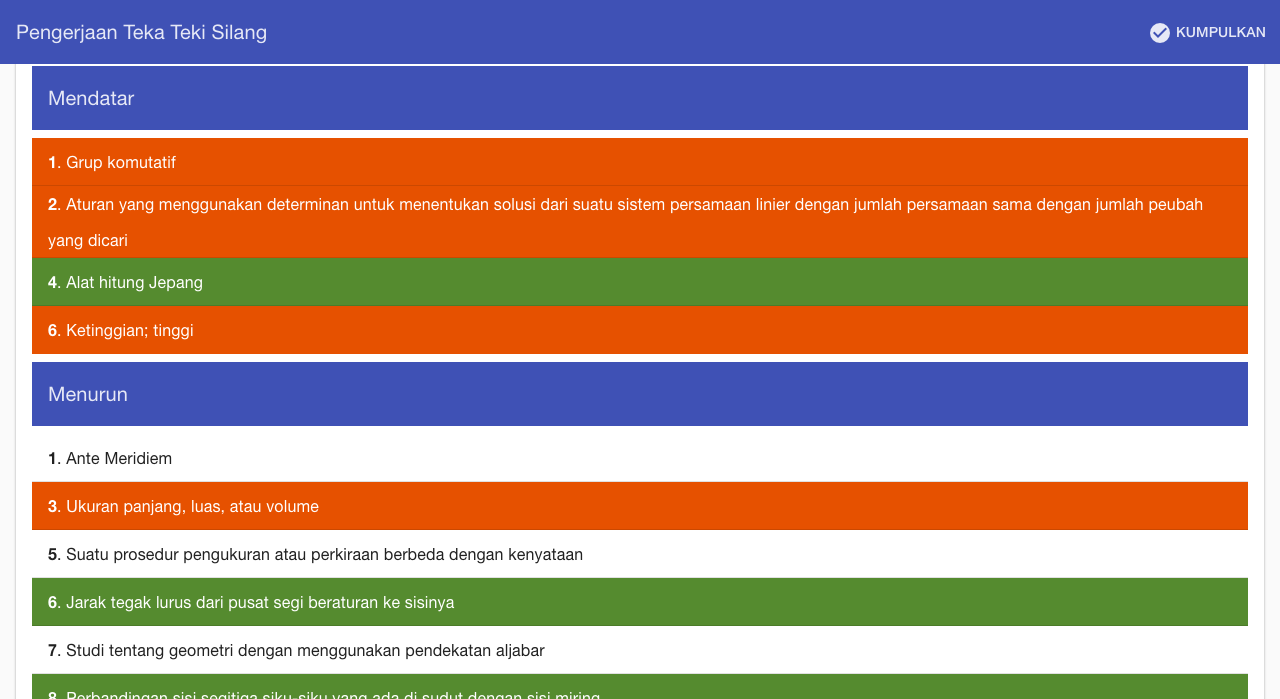 Pengerjaan Teka Teki Silang
KUMPULKAN
Mendatar
1. Grup komutatif
2. Aturan yang menggunakan determinan untuk menentukan solusi dari suatu sistem persamaan linier dengan jumlah persamaan sama dengan jumlah peubah
yang dicari
4. Alat hitung Jepang
6. Ketinggian; tinggi
Menurun
1. Ante Meridiem
3. Ukuran panjang, luas, atau volume
5. Suatu prosedur pengukuran atau perkiraan berbeda dengan kenyataan
6. Jarak tegak lurus dari pusat segi beraturan ke sisinya
7. Studi tentang geometri dengan menggunakan pendekatan aljabar
8. Perbandingan sisi segitiga siku-siku yang ada di sudut dengan sisi miring